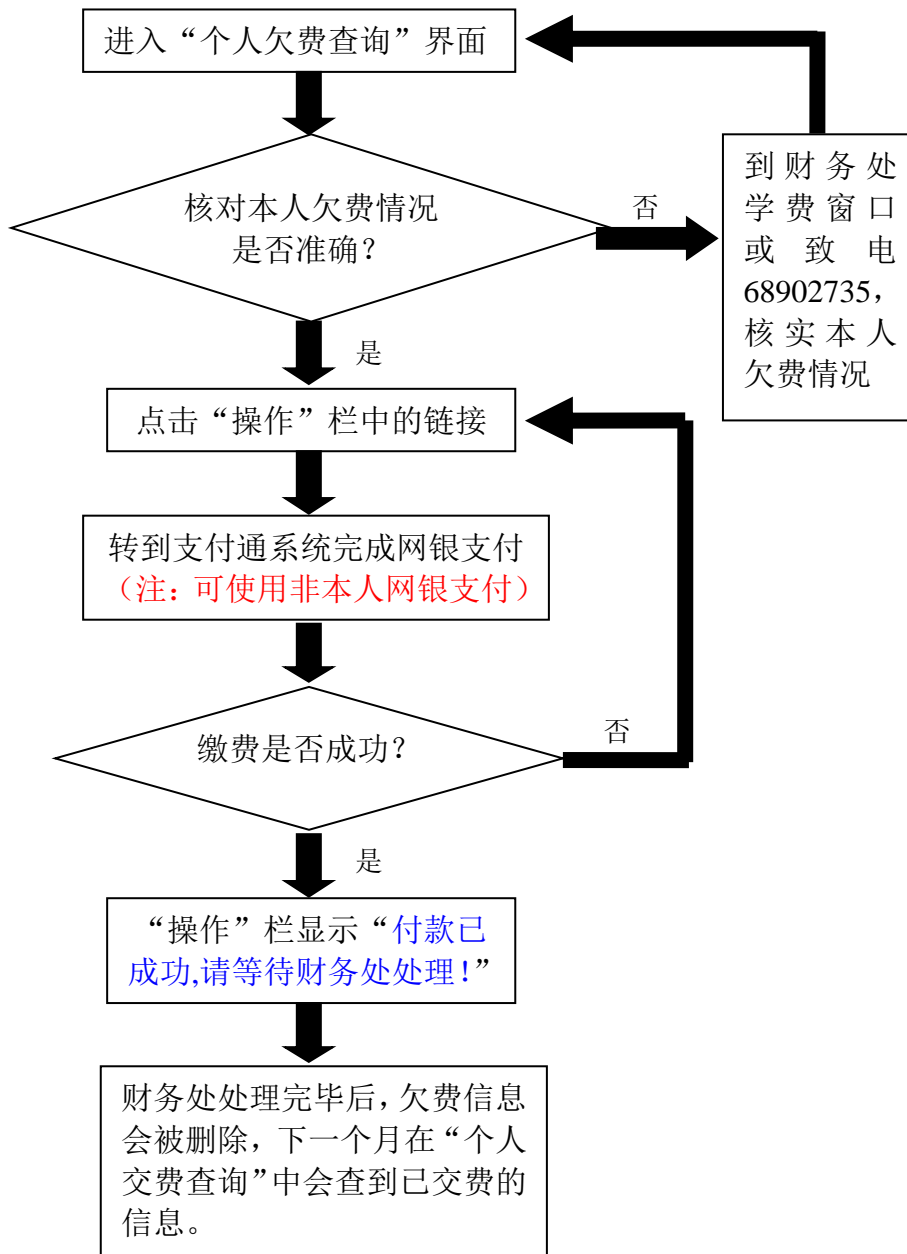 进入“个人欠费查询”界面
核对本人欠费情况
是否准确？
否
到财务处
学费窗口
或致电
68902735，
核实本人
欠费情况
是
点击“操作”栏中的链接
转到支付通系统完成网银支付
（注：可使用非本人网银支付）
缴费是否成功？
否
是
“操作”栏显示“付款已
成功,请等待财务处处理！”
财务处处理完毕后，欠费信息
会被删除，下一个月在“个人
交费查询”中会查到已交费的
信息。